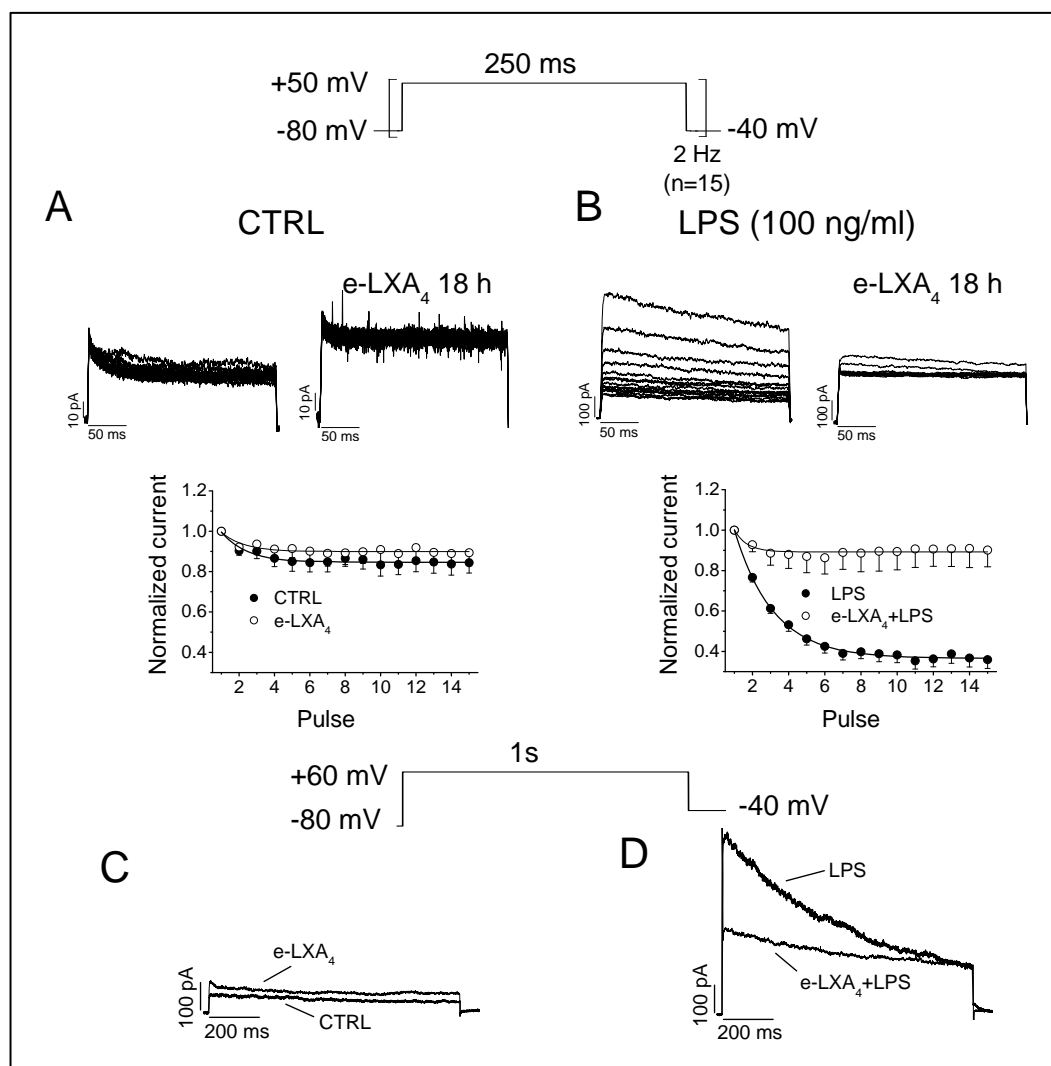 250 ms
+50 mV
-80 mV
-40 mV
2 Hz
(n=15)
A
CTRL
e-LXA4 18 h
10 pA
50 ms
10 pA
50 ms
B
LPS (100 ng/ml)
e-LXA4 18 h
100 pA
50 ms
100 pA
50 ms
Normalized current
1.2
1.0
0.8
0.6
0.4
CTRL
e-LXA4
2 4 6 8 10 12 14
Pulse
Normalized current
1.2
1.0
0.8
0.6
0.4
LPS
e-LXA4+LPS
2 4 6 8 10 12 14
Pulse
1s
+60 mV
-80 mV
-40 mV
C
e-LXA4
CTRL
100 pA
200 ms
D
LPS
e-LXA4+LPS
100 pA
200 ms